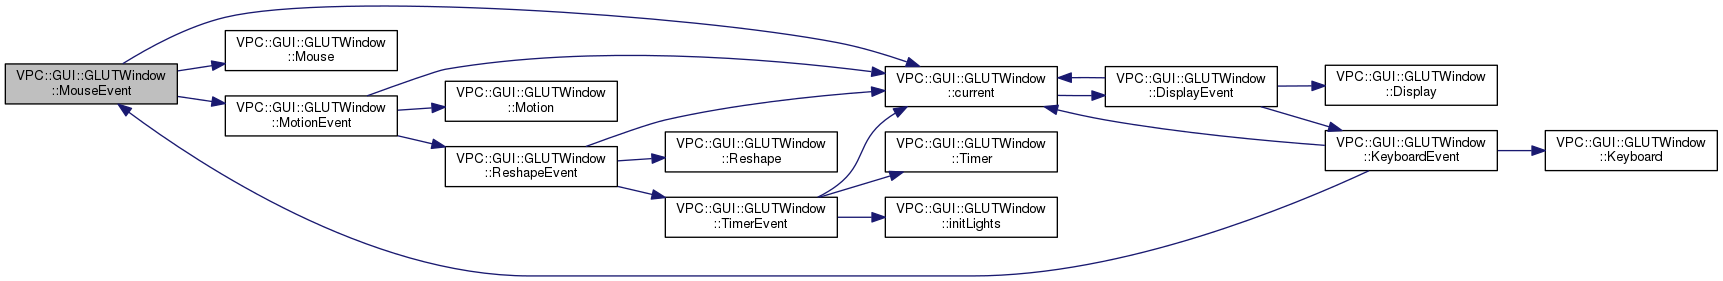 VPC::GUI::GLUTWindow
::MouseEvent
VPC::GUI::GLUTWindow
::Mouse
VPC::GUI::GLUTWindow
::MotionEvent
VPC::GUI::GLUTWindow
::Motion
VPC::GUI::GLUTWindow
::ReshapeEvent
VPC::GUI::GLUTWindow
::Reshape
VPC::GUI::GLUTWindow
::TimerEvent
VPC::GUI::GLUTWindow
::current
VPC::GUI::GLUTWindow
::Timer
VPC::GUI::GLUTWindow
::initLights
VPC::GUI::GLUTWindow
::DisplayEvent
VPC::GUI::GLUTWindow
::Display
VPC::GUI::GLUTWindow
::KeyboardEvent
VPC::GUI::GLUTWindow
::Keyboard